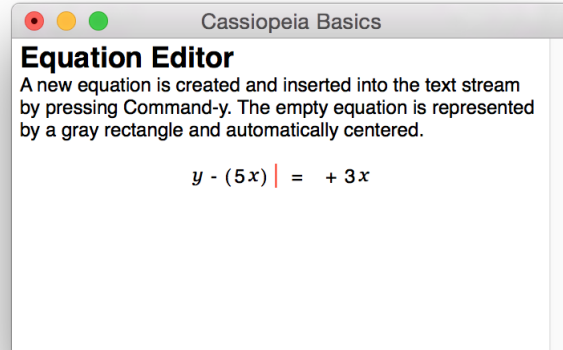 Cassiopeia Basics
Equation Editor
A new equation is created and inserted into the text stream
by pressing Command-y. The empty equation is represented
by a gray rectangle and automatically centered.
y - (5x) = + 3x